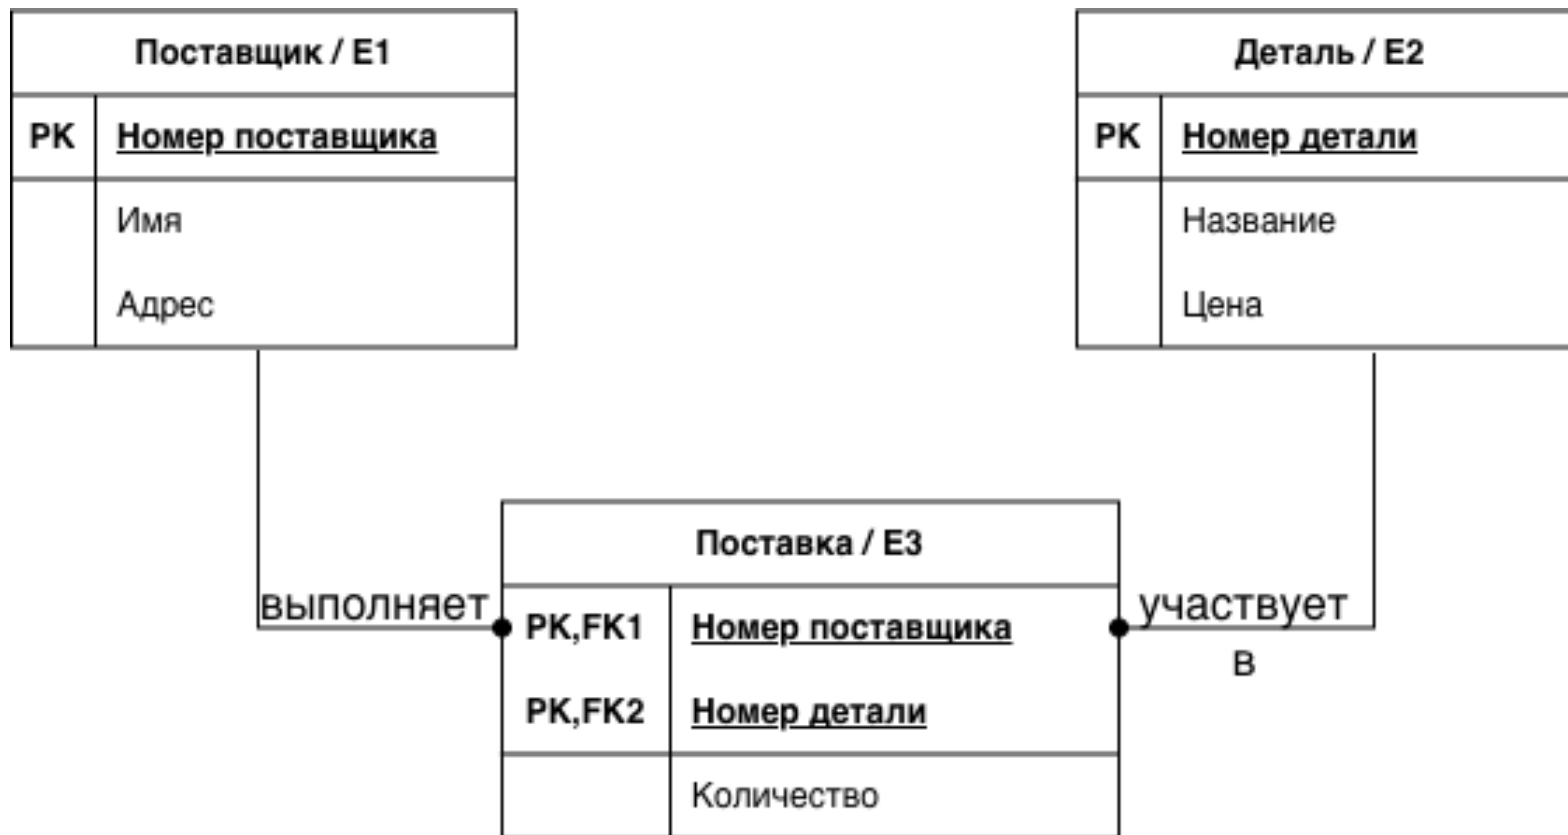 Поставщик / E1
PK Номер поставщика
Имя
Адрес
Деталь / E2
PK Номер детали
Название
Цена
выполняет
Поставка / E3
PK,FK1 Номер поставщика
PK,FK2 Номер детали
Количество
участвует
в